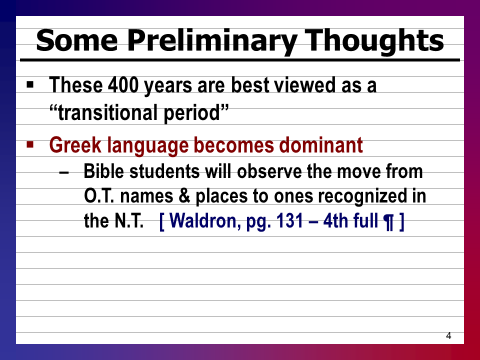 Some Preliminary Thoughts
▪ These 400 years are best viewed as a
“transitional period”
▪ Greek language becomes dominant
– Bible students will observe the move from
O.T. names & places to ones recognized in
the N.T. [ Waldron, pg. 131 – 4th full ¶ ]
4